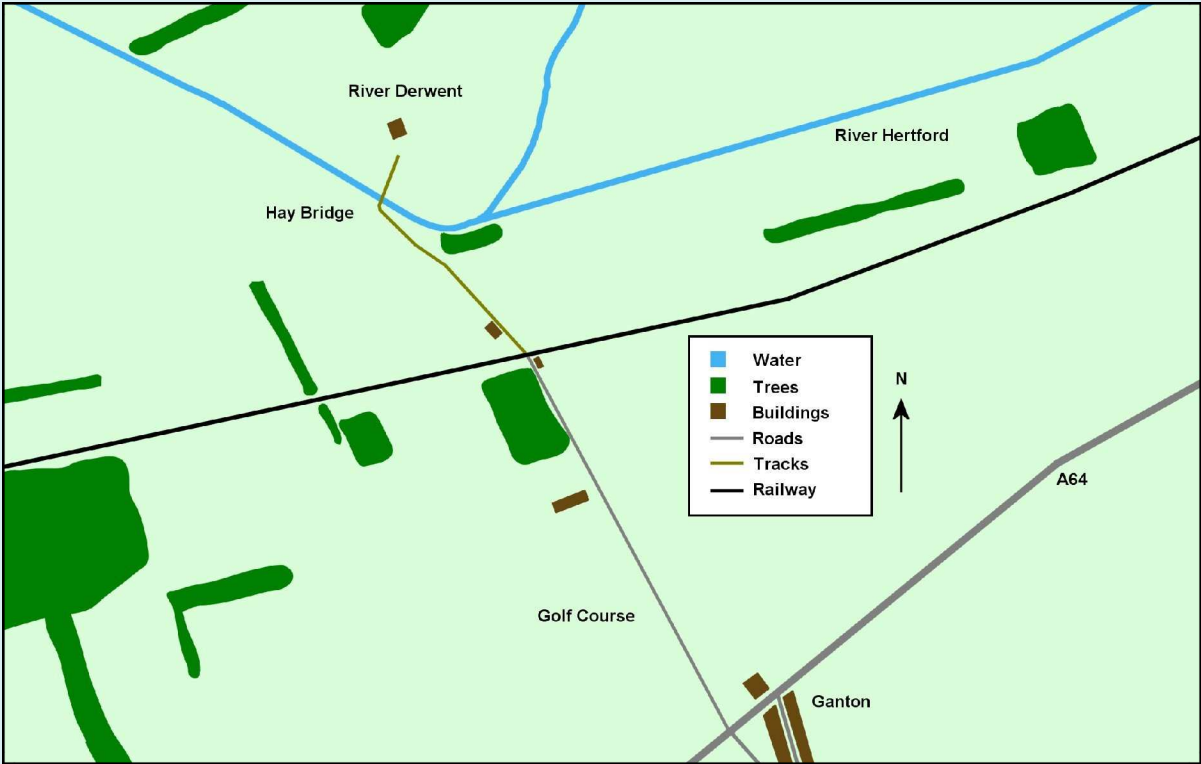 River Derwent
River Hertford
Hay Bridge
Water
Trees
Buildings
Roads
Tracks
Railway
N
A64
Golf Course
Ganton